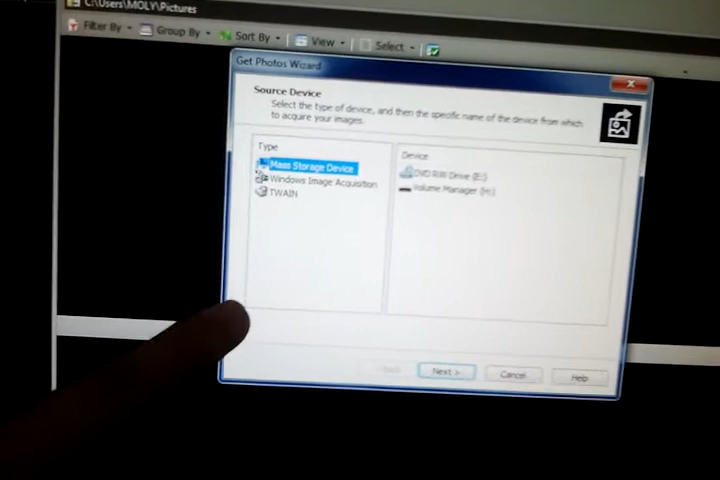 C:\Users\MOLY\Pictures
Filter By Group By Sort By View Select
Get Photos Wizard
Source Device
Select the type of device, and then the specific name of the device from which
to acquire your images.
Type
Mass Storage Device
Windows Image Acquisition
TWAIN
Device
DVD RW Drive (E:)
Volume Manager (H:)
< Back Next > Cancel Help